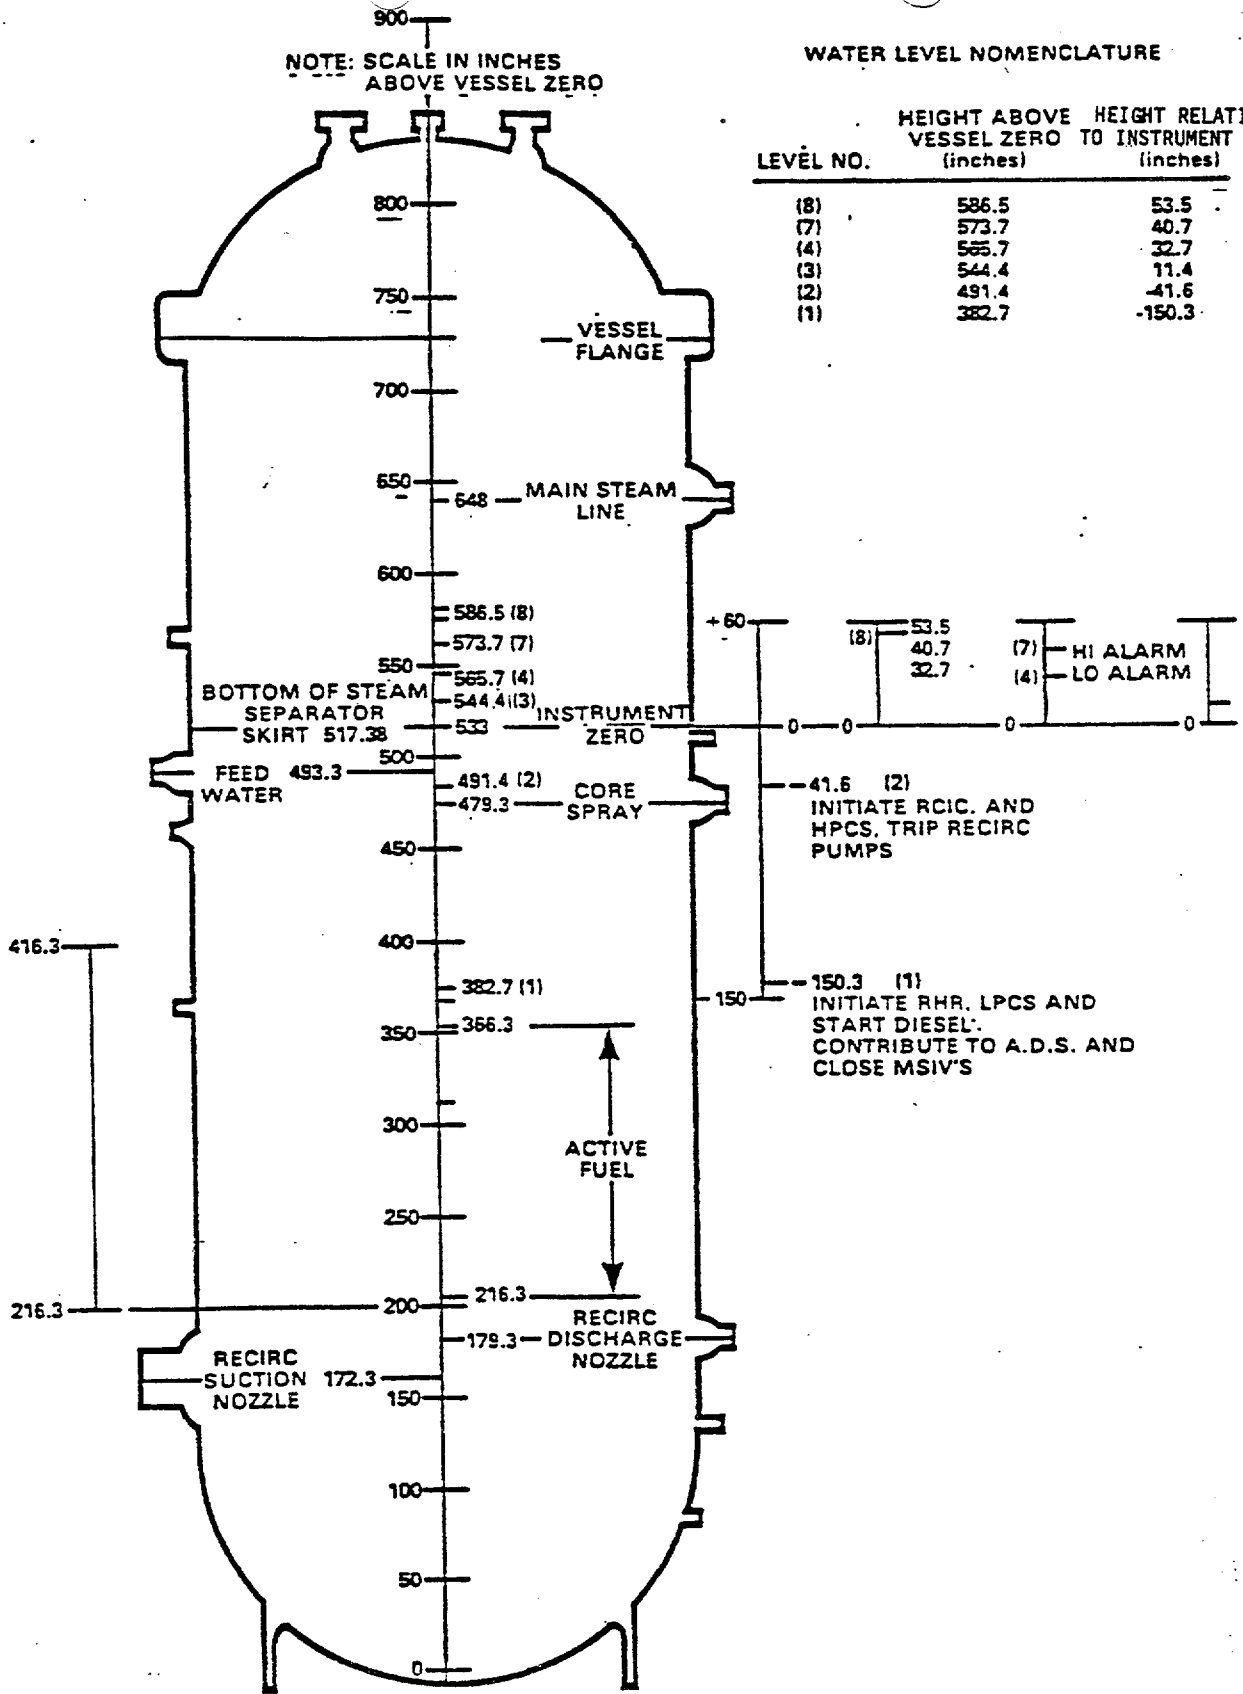 900
NOTE: SCALE IN INCHES
ABOVE VESSEL ZERO
WATER LEVEL NOMENCLATURE
HEIGHT ABOVE HEIGHT RELATI
VESSEL ZERO TO INSTRUMENT
LEVEL NO. (inches) (inches)
(8) 586.5 53.5
(7) 573.7 40.7
(4) 565.7 32.7
(3) 544.4 11.4
(2) 491.4 -41.6
(1) 382.7 -150.3
800
750
VESSEL
FLANGE
700
650
648 MAIN STEAM
LINE
600
586.5 (8)
573.7 (7)
550
565.7 (4)
544.4 (3)
BOTTOM OF STEAM
SEPARATOR
SKIRT 517.38
533 INSTRUMENT
ZERO
500
FEED 493.3
WATER
491.4 (2)
479.3 CORE
SPRAY
450
400
382.7 (1)
350
366.3
300
ACTIVE
FUEL
250
216.3
200
RECIRC
179.3 DISCHARGE
NOZZLE
RECIRC
SUCTION 172.3
NOZZLE
150
100
50
0
416.3
216.3
+60
(8) 53.5
40.7
32.7
(7) HI ALARM
(4) LO ALARM
0 0 0 0
41.6 (2)
INITIATE RCIC. AND
HPCS, TRIP RECIRC
PUMPS
150.3 (1)
150
INITIATE RHR. LPCS AND
START DIESEL.
CONTRIBUTE TO A.D.S. AND
CLOSE MSIV'S